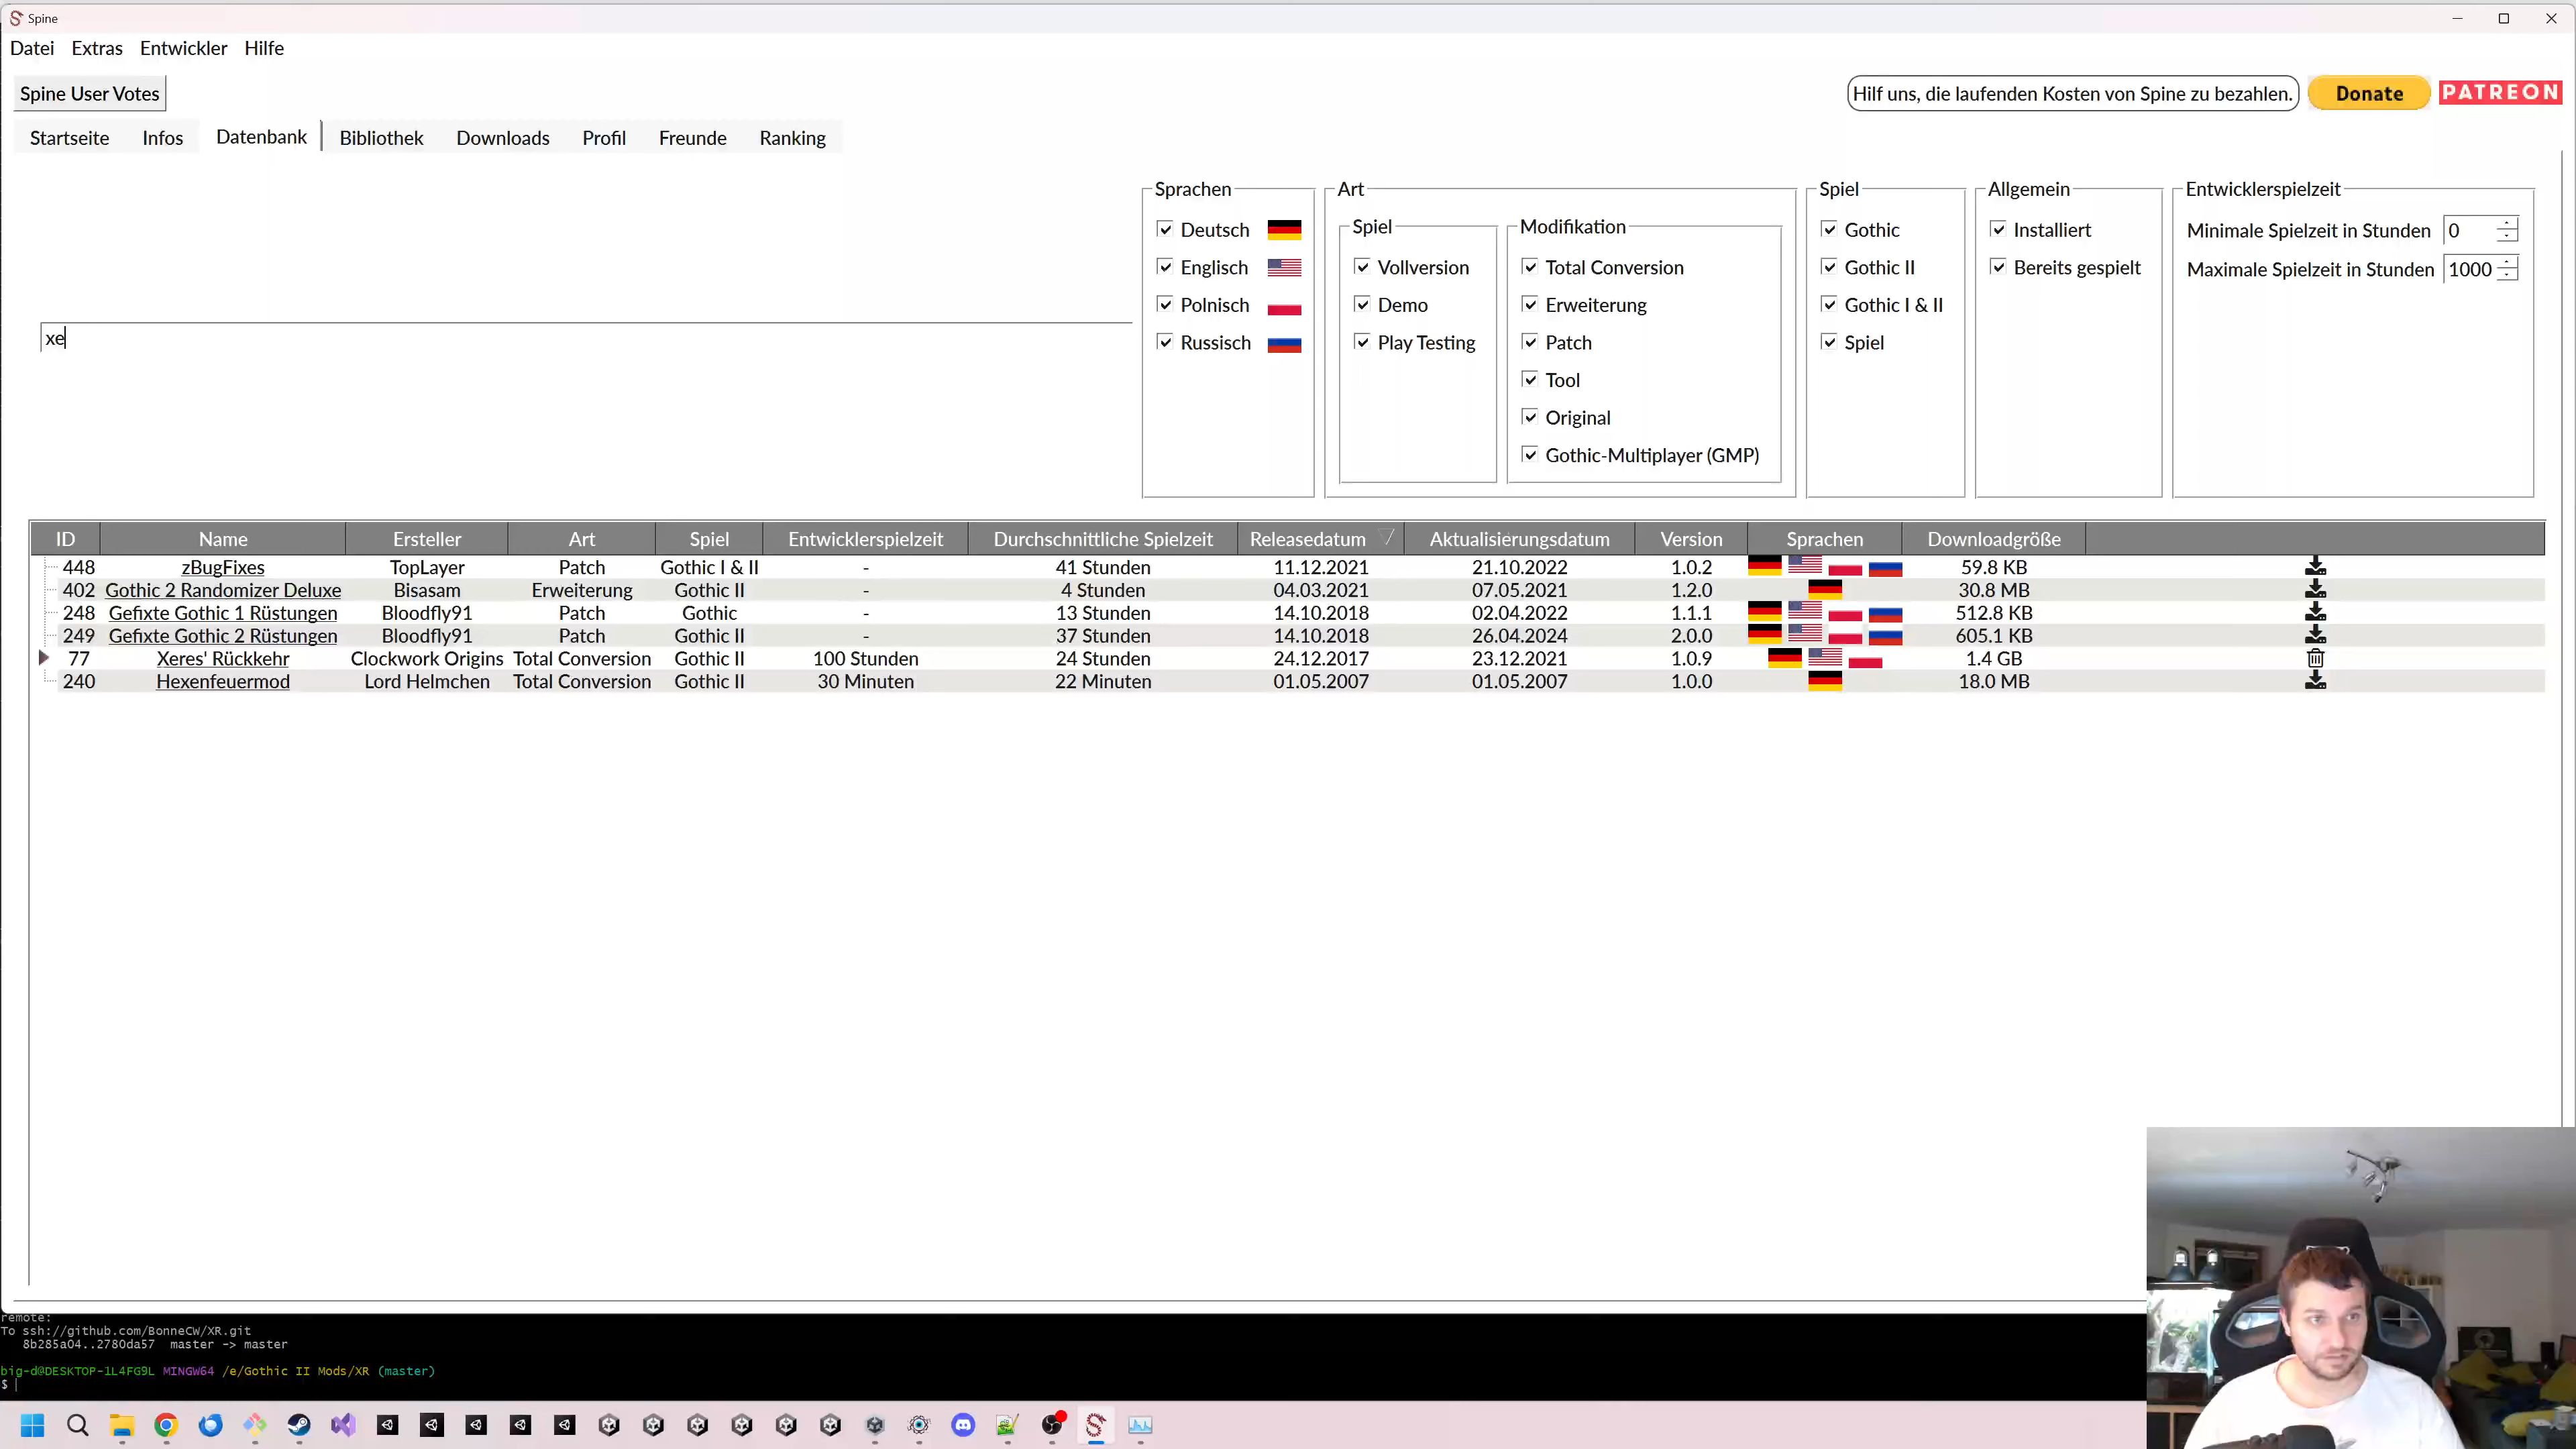 Spine
Datei Extras Entwickler Hilfe
Spine User Votes
Hilf uns, die laufenden Kosten von Spine zu bezahlen. Donate PATREON
Startseite Infos Datenbank Bibliothek Downloads Profil Freunde Ranking
Sprachen Art Spiel Allgemein Entwicklerspielzeit
Deutsch Spiel Modifikation Gothic Installiert Minimale Spielzeit in Stunden 0
Englisch Vollversion Total Conversion Gothic II Bereits gespielt Maximale Spielzeit in Stunden 1000
Polnisch Demo Erweiterung Gothic I & II
xe Russisch Play Testing Patch Spiel
Tool
Original
Gothic-Multiplayer (GMP)
ID Name Ersteller Art Spiel Entwicklerspielzeit Durchschnittliche Spielzeit Releasedatum Aktualisierungsdatum Version Sprachen Downloadgröße
448 zBugFixes TopLayer Patch Gothic I & II - 41 Stunden 11.12.2021 21.10.2022 1.0.2 59.8 KB
402 Gothic 2 Randomizer Deluxe Bisasam Erweiterung Gothic II - 4 Stunden 04.03.2021 07.05.2021 1.2.0 30.8 MB
248 Gefixte Gothic 1 Rüstungen Bloodfly91 Patch Gothic - 13 Stunden 14.10.2018 02.04.2022 1.1.1 512.8 KB
249 Gefixte Gothic 2 Rüstungen Bloodfly91 Patch Gothic II - 37 Stunden 14.10.2018 26.04.2024 2.0.0 605.1 KB
77 Xeres' Rückkehr Clockwork Origins Total Conversion Gothic II 100 Stunden 24 Stunden 24.12.2017 23.12.2021 1.0.9 1.4 GB
240 Hexenfeuermod Lord Helmchen Total Conversion Gothic II 30 Minuten 22 Minuten 01.05.2007 01.05.2007 1.0.0 18.0 MB
remote:
To ssh://github.com/BonneCW/XR.git
8b285a04..2780da57 master -> master
big-d@DESKTOP-1L4FG9L MINGW64 /e/Gothic II Mods/XR (master)
$